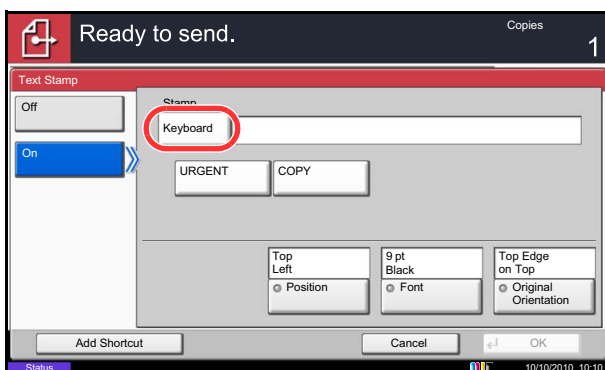 Ready to send.
Copies
1
Text Stamp
Off
Stamp
Keyboard
On
URGENT
COPY
Top
Left
9 pt
Black
Top Edge
on Top
Position
Font
Original
Orientation
Add Shortcut
Cancel
OK
Status
10/10/2010 10:10